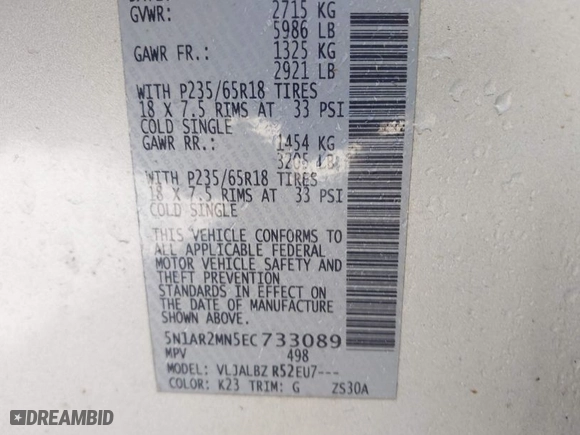 GVWR: 2715 KG
5986 LB
GAWR FR.: 1325 KG
2921 LB
WITH P235/65R18 TIRES
18 X 7.5 RIMS AT 33 PSI
COLD SINGLE
GAWR RR.: 1454 KG
3205 LB
WITH P235/65R18 TIRES
18 X 7.5 RIMS AT 33 PSI
COLD SINGLE
THIS VEHICLE CONFORMS TO
ALL APPLICABLE FEDERAL
MOTOR VEHICLE SAFETY AND
THEFT PREVENTION
STANDARDS IN EFFECT ON
THE DATE OF MANUFACTURE
SHOWN ABOVE.
5N1AR2MN5EC733089
MPV 498
VLJALBZ R52EU7---
COLOR: K23 TRIM: G ZS30A
DREAMBID